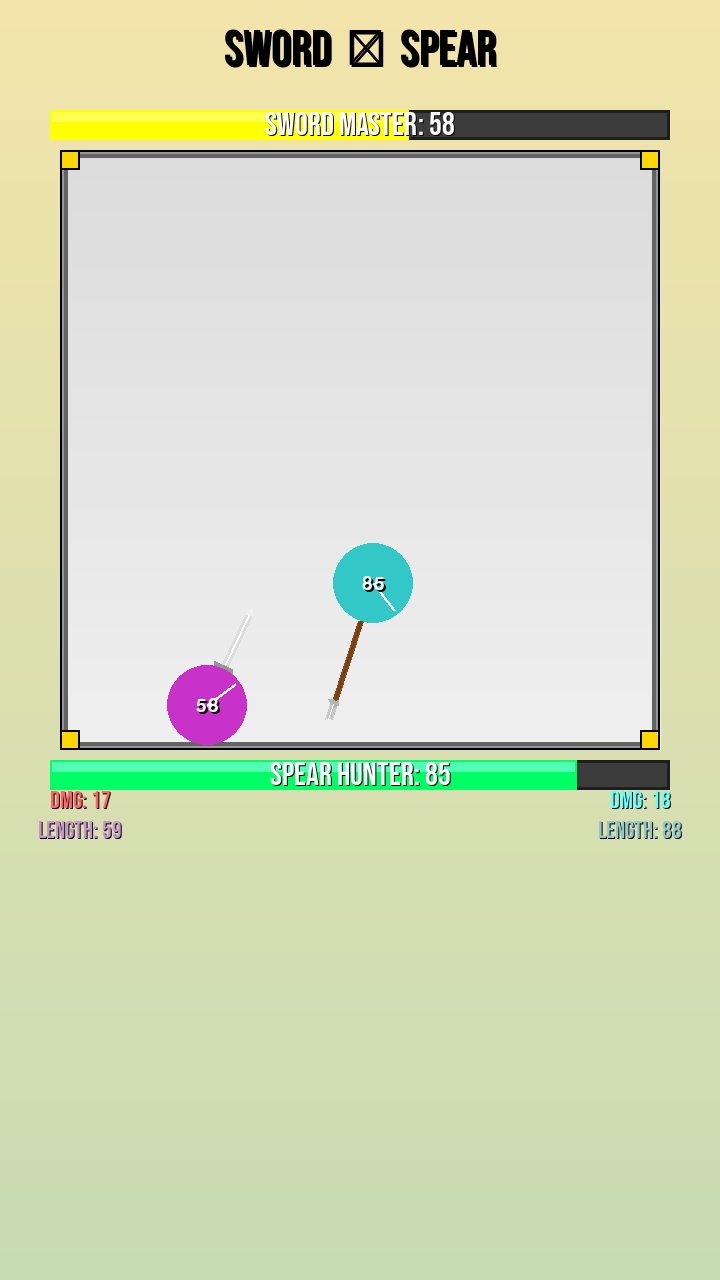 SWORD ☒ SPEAR
SWORD MASTER: 58
85
58
SPEAR HUNTER: 85
DMG: 17
DMG: 18
LENGTH: 59
LENGTH: 88